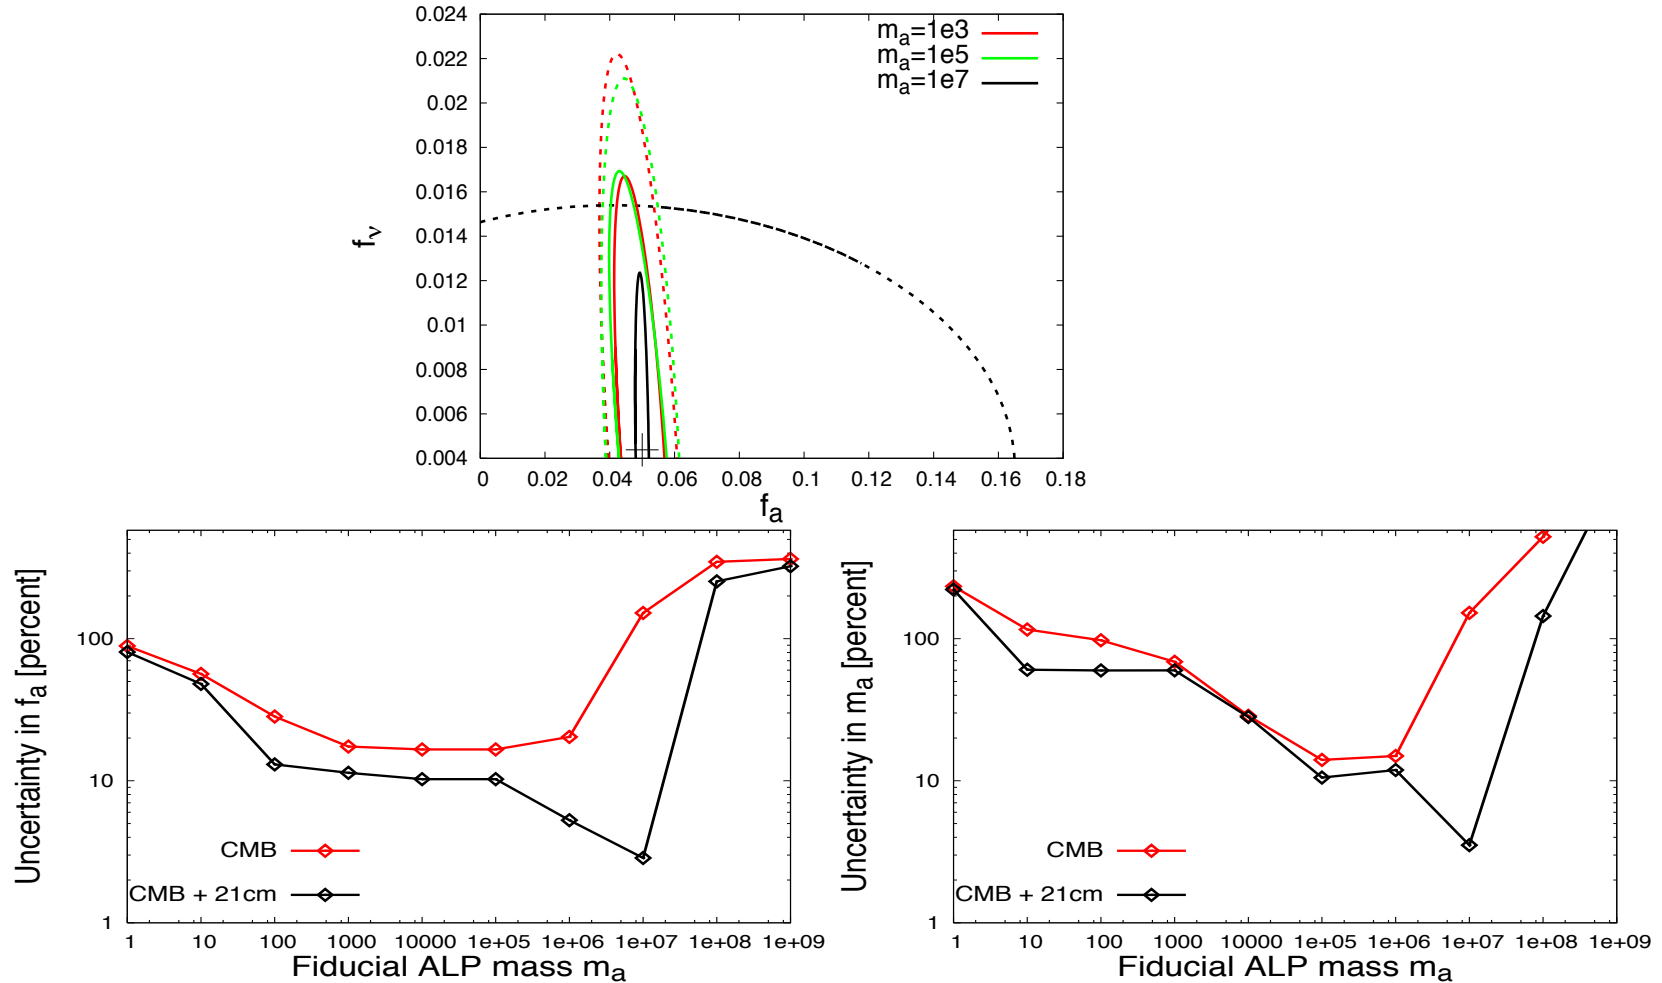 0.024
0.022
0.02
0.018
0.016
0.014
0.012
0.01
0.008
0.006
0.004
fν
m_a=1e3
m_a=1e5
m_a=1e7
0 0.02 0.04 0.06 0.08 0.1 0.12 0.14 0.16 0.18
f_a
Uncertainty in f_a [percent]
100
10
1
CMB
CMB + 21cm
1 10 100 1000 10000 1e+05 1e+06 1e+07 1e+08 1e+09
Fiducial ALP mass m_a
Uncertainty in m_a [percent]
100
10
1
CMB
CMB + 21cm
1 10 100 1000 10000 1e+05 1e+06 1e+07 1e+08 1e+09
Fiducial ALP mass m_a